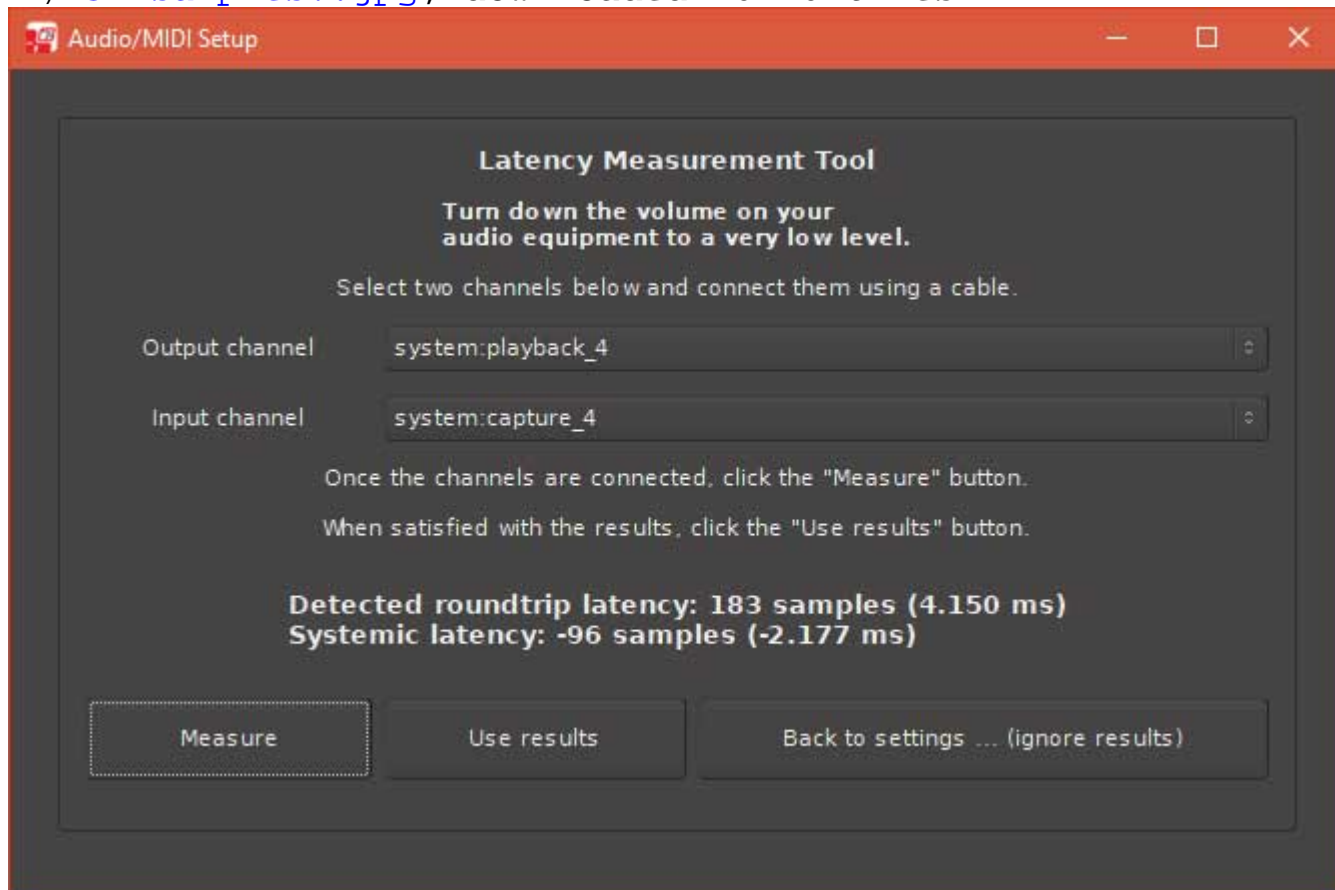 Audio/MIDI Setup
Latency Measurement Tool
Turn down the volume on your
audio equipment to a very low level.
Select two channels below and connect them using a cable.
Output channel system:playback_4
Input channel system:capture_4
Once the channels are connected, click the "Measure" button.
When satisfied with the results, click the "Use results" button.
Detected roundtrip latency: 183 samples (4.150 ms)
Systemic latency: -96 samples (-2.177 ms)
Measure Use results Back to settings ... (ignore results)